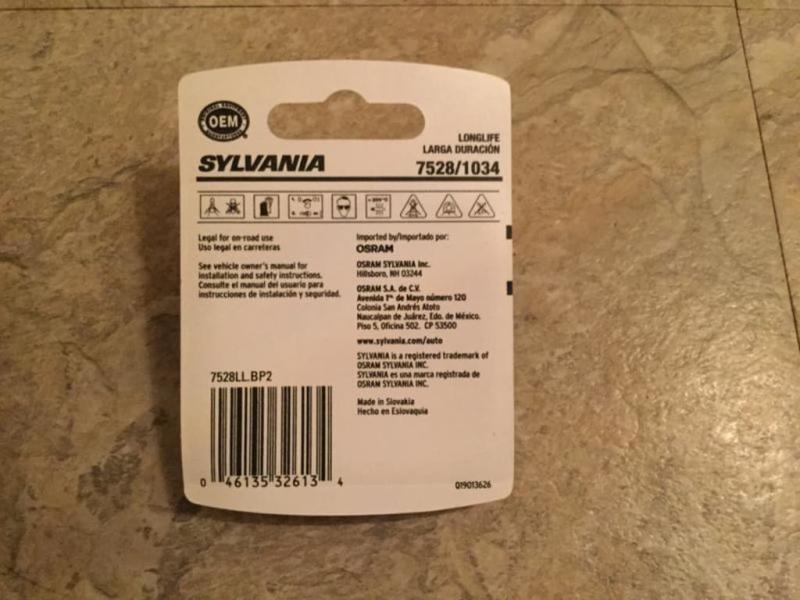 OEM
LONGLIFE
LARGA DURACIÓN
SYLVANIA
7528/1034
Legal for on-road use
Uso legal en carreteras
See vehicle owner's manual for
installation and safety instructions.
Consulte el manual del usuario para
instrucciones de instalación y seguridad.
Imported by/Importado por:
OSRAM
OSRAM SYLVANIA Inc.
Hillsboro, NH 03244
OSRAM S.A. de C.V.
Avenida 1ro de Mayo número 120
Colonia San Andrés Atoto
Naucalpan de Juárez, Edo. de México.
Piso 5, Oficina 502. CP 53500
www.sylvania.com/auto
SYLVANIA is a registered trademark of
OSRAM SYLVANIA INC.
SYLVANIA es una marca registrada de
OSRAM SYLVANIA INC.
Made in Slovakia
Hecho en Eslovaquia
7528LL.BP2
0 46135 32613 4
Q19013626